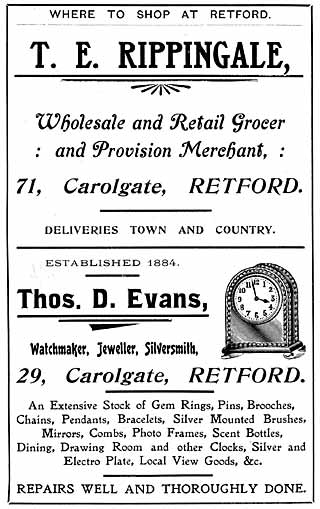 WHERE TO SHOP AT RETFORD.
T. E. RIPPINGALE,
Wholesale and Retail Grocer
: and Provision Merchant, :
71, Carolgate, RETFORD.
DELIVERIES TOWN AND COUNTRY.
ESTABLISHED 1884.
Thos. D. Evans,
Watchmaker, Jeweller, Silversmith,
29, Carolgate, RETFORD.
An Extensive Stock of Gem Rings, Pins, Brooches,
Chains, Pendants, Bracelets, Silver Mounted Brushes,
Mirrors, Combs, Photo Frames, Scent Bottles,
Dining, Drawing Room and other Clocks, Silver and
Electro Plate, Local View Goods, &c.
REPAIRS WELL AND THOROUGHLY DONE.